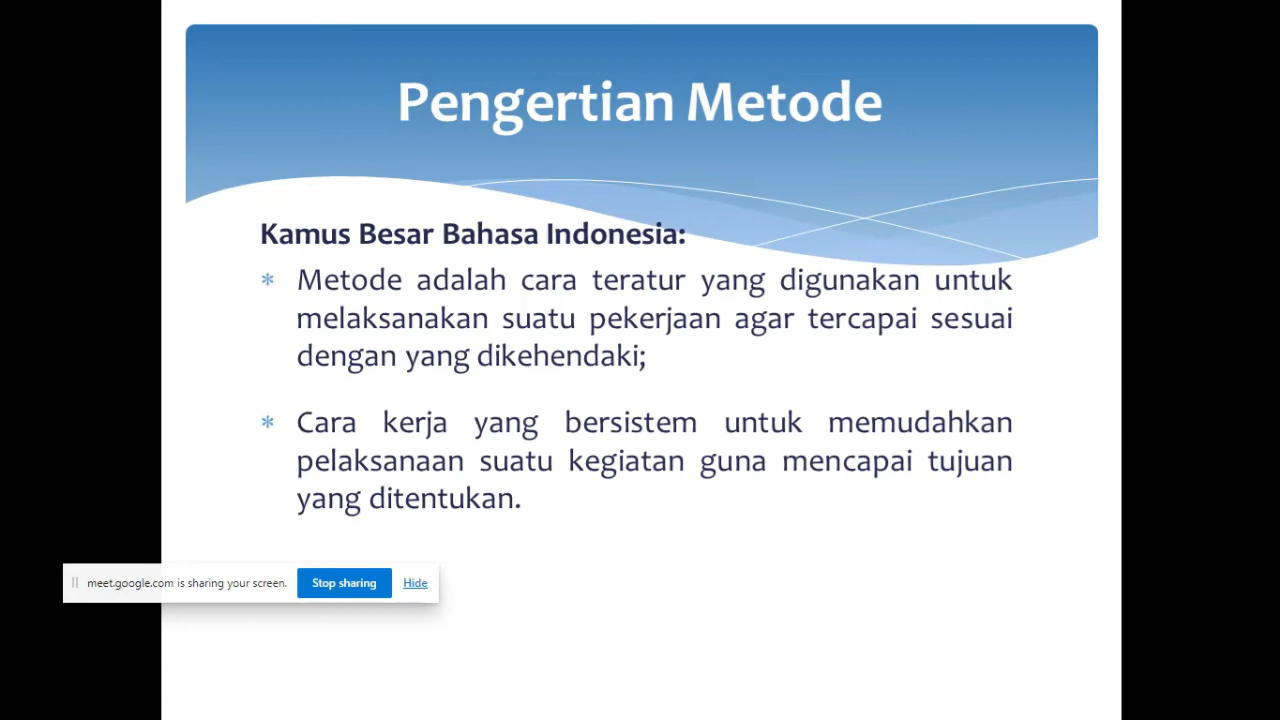 Pengertian Metode
Kamus Besar Bahasa Indonesia:
* Metode adalah cara teratur yang digunakan untuk
melaksanakan suatu pekerjaan agar tercapai sesuai
dengan yang dikehendaki;
* Cara kerja yang bersistem untuk memudahkan
pelaksanaan suatu kegiatan guna mencapai tujuan
yang ditentukan.
meet.google.com is sharing your screen. Stop sharing Hide